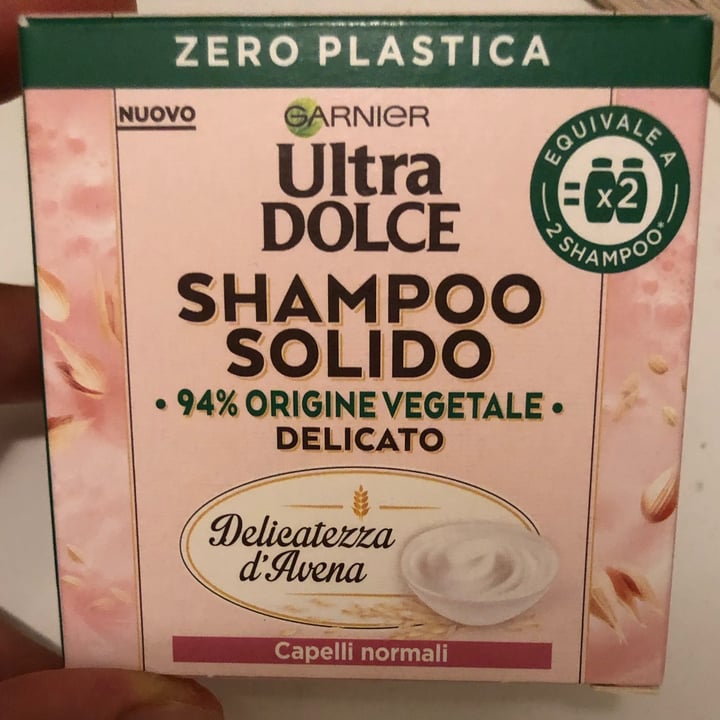 ZERO PLASTICA
NUOVO
GARNIER
Ultra
DOLCE
EQUIVALE A
= x2
2 SHAMPOO*
SHAMPOO
SOLIDO
• 94% ORIGINE VEGETALE •
DELICATO
Delicatezza
d'Avena
Capelli normali